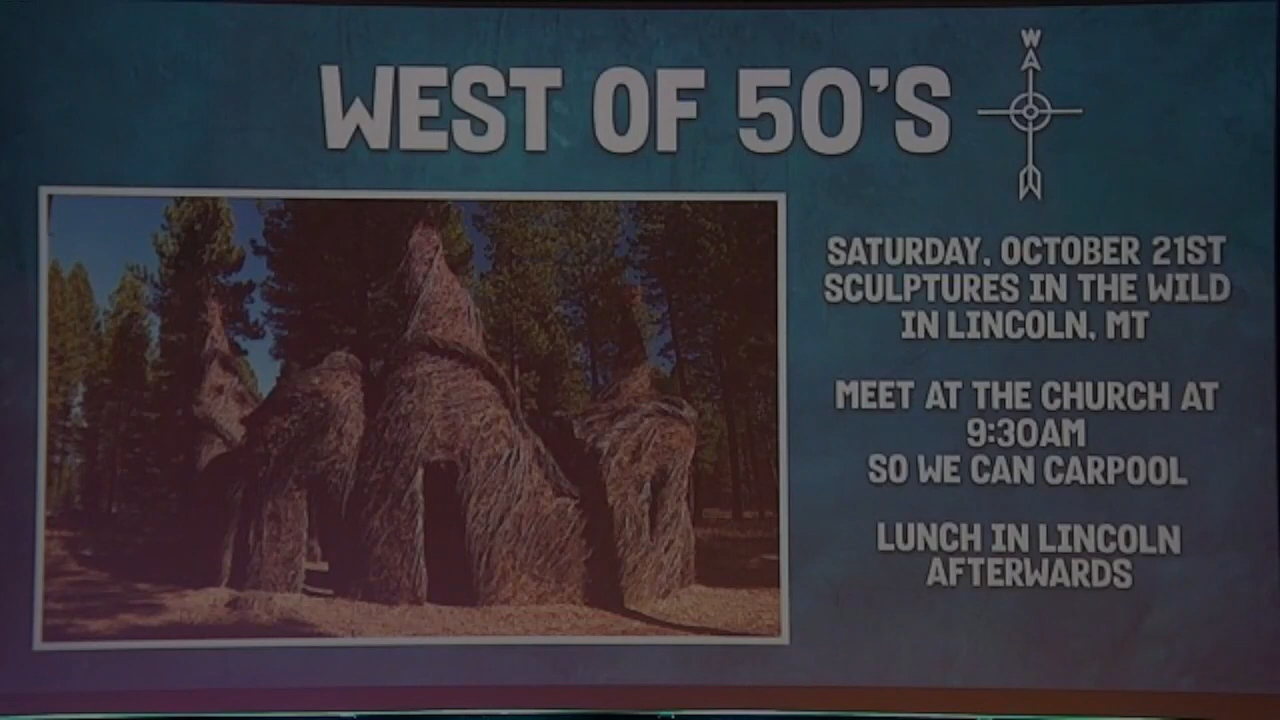 WEST OF 50'S
WA
SATURDAY, OCTOBER 21ST
SCULPTURES IN THE WILD
IN LINCOLN, MT
MEET AT THE CHURCH AT
9:30AM
SO WE CAN CARPOOL
LUNCH IN LINCOLN
AFTERWARDS